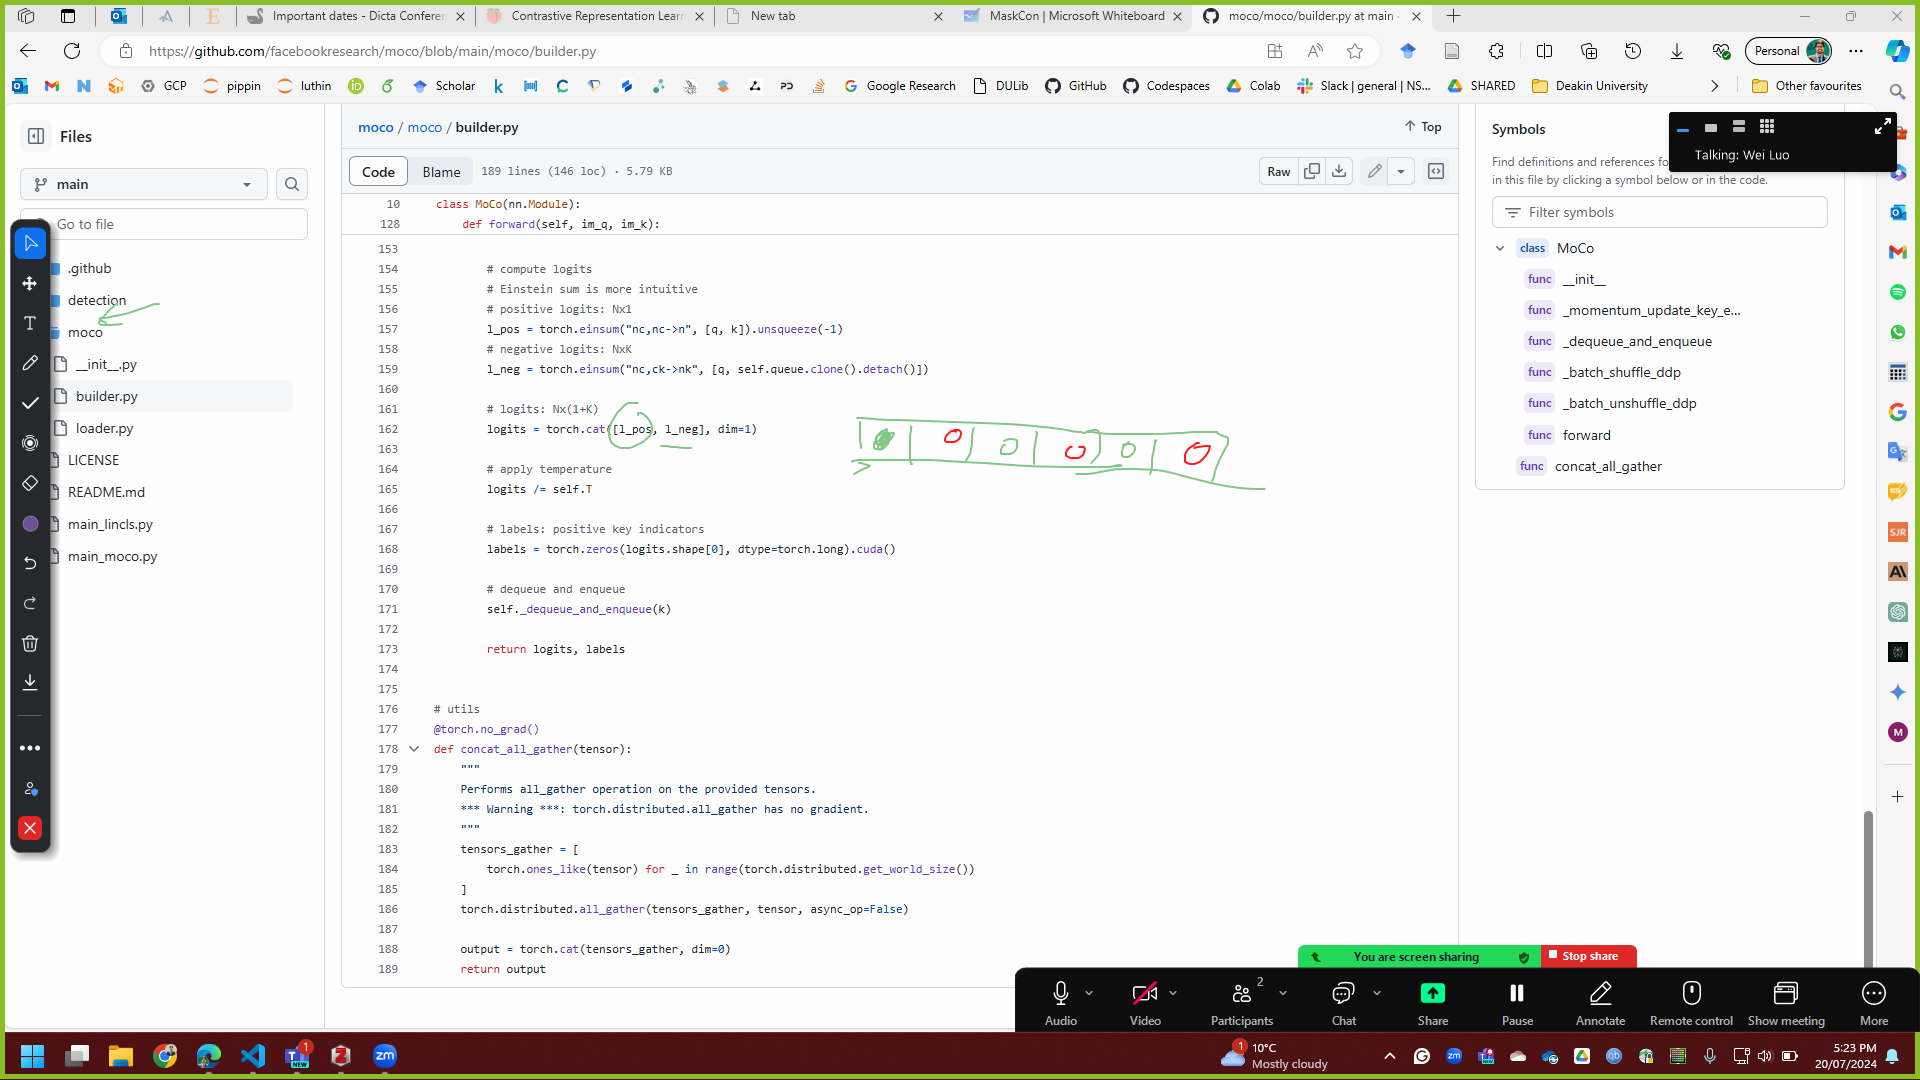 Important dates - Dicta Conferen
Contrastive Representation Learn
New tab
MaskCon | Microsoft Whiteboard
moco/moco/builder.py at main
https://github.com/facebookresearch/moco/blob/main/moco/builder.py
Personal
GCP
pippin
luthin
Scholar
Google Research
DULib
GitHub
Codespaces
Colab
Slack | general | NS...
SHARED
Deakin University
Other favourites
Files
main
Go to file
.github
detection
moco
__init__.py
builder.py
loader.py
LICENSE
README.md
main_lincls.py
main_moco.py
moco / moco / builder.py
Top
Code
Blame
189 lines (146 loc) · 5.79 KB
Raw
10 class MoCo(nn.Module):
128 def forward(self, im_q, im_k):
153
154 # compute logits
155 # Einstein sum is more intuitive
156 # positive logits: Nx1
157 l_pos = torch.einsum("nc,nc->n", [q, k]).unsqueeze(-1)
158 # negative logits: NxK
159 l_neg = torch.einsum("nc,ck->nk", [q, self.queue.clone().detach()])
160
161 # logits: Nx(1+K)
162 logits = torch.cat([l_pos, l_neg], dim=1)
163
164 # apply temperature
165 logits /= self.T
166
167 # labels: positive key indicators
168 labels = torch.zeros(logits.shape[0], dtype=torch.long).cuda()
169
170 # dequeue and enqueue
171 self._dequeue_and_enqueue(k)
172
173 return logits, labels
174
175
176 # utils
177 @torch.no_grad()
178 def concat_all_gather(tensor):
179 """
180 Performs all_gather operation on the provided tensors.
181 *** Warning ***: torch.distributed.all_gather has no gradient.
182 """
183 tensors_gather = [
184 torch.ones_like(tensor) for _ in range(torch.distributed.get_world_size())
185 ]
186 torch.distributed.all_gather(tensors_gather, tensor, async_op=False)
187
188 output = torch.cat(tensors_gather, dim=0)
189 return output
Symbols
Find definitions and references fo
in this file by clicking a symbol below or in the code.
Talking: Wei Luo
Filter symbols
class MoCo
func __init__
func _momentum_update_key_e...
func _dequeue_and_enqueue
func _batch_shuffle_ddp
func _batch_unshuffle_ddp
func forward
func concat_all_gather
SJR
M
You are screen sharing
Stop share
Audio
Video
Participants
2
Chat
Share
Pause
Annotate
Remote control
Show meeting
More
1
NEW
zm
1
10°C
Mostly cloudy
zm
5:23 PM
20/07/2024